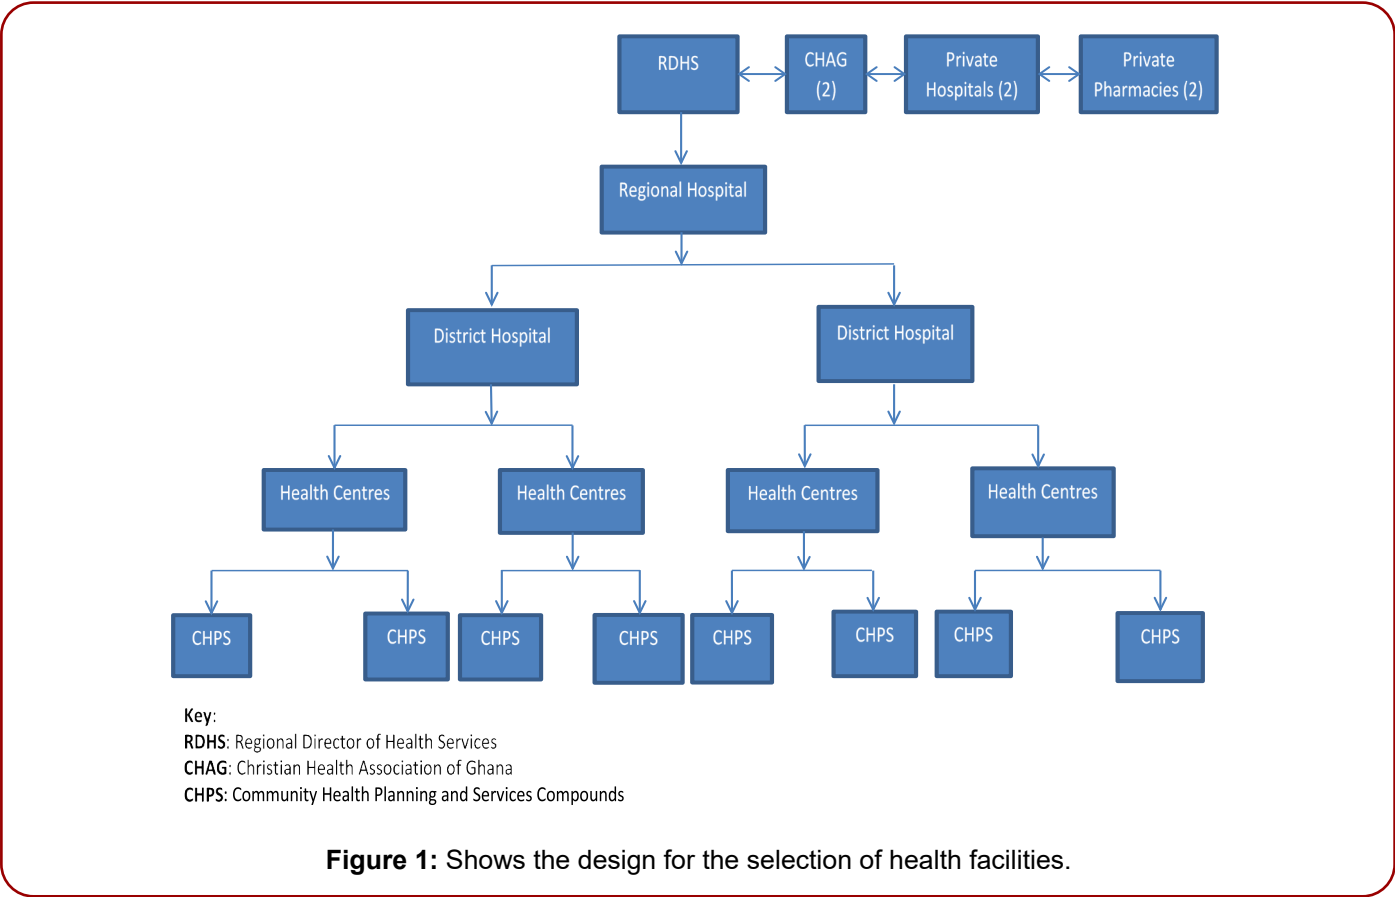 RDHS
CHAG
(2)
Private
Hospitals (2)
Private
Pharmacies (2)
Regional Hospital
District Hospital
District Hospital
Health Centres
Health Centres
Health Centres
Health Centres
CHPS
CHPS
CHPS
CHPS
CHPS
CHPS
CHPS
CHPS
Key:
RDHS: Regional Director of Health Services
CHAG: Christian Health Association of Ghana
CHPS: Community Health Planning and Services Compounds
Figure 1: Shows the design for the selection of health facilities.